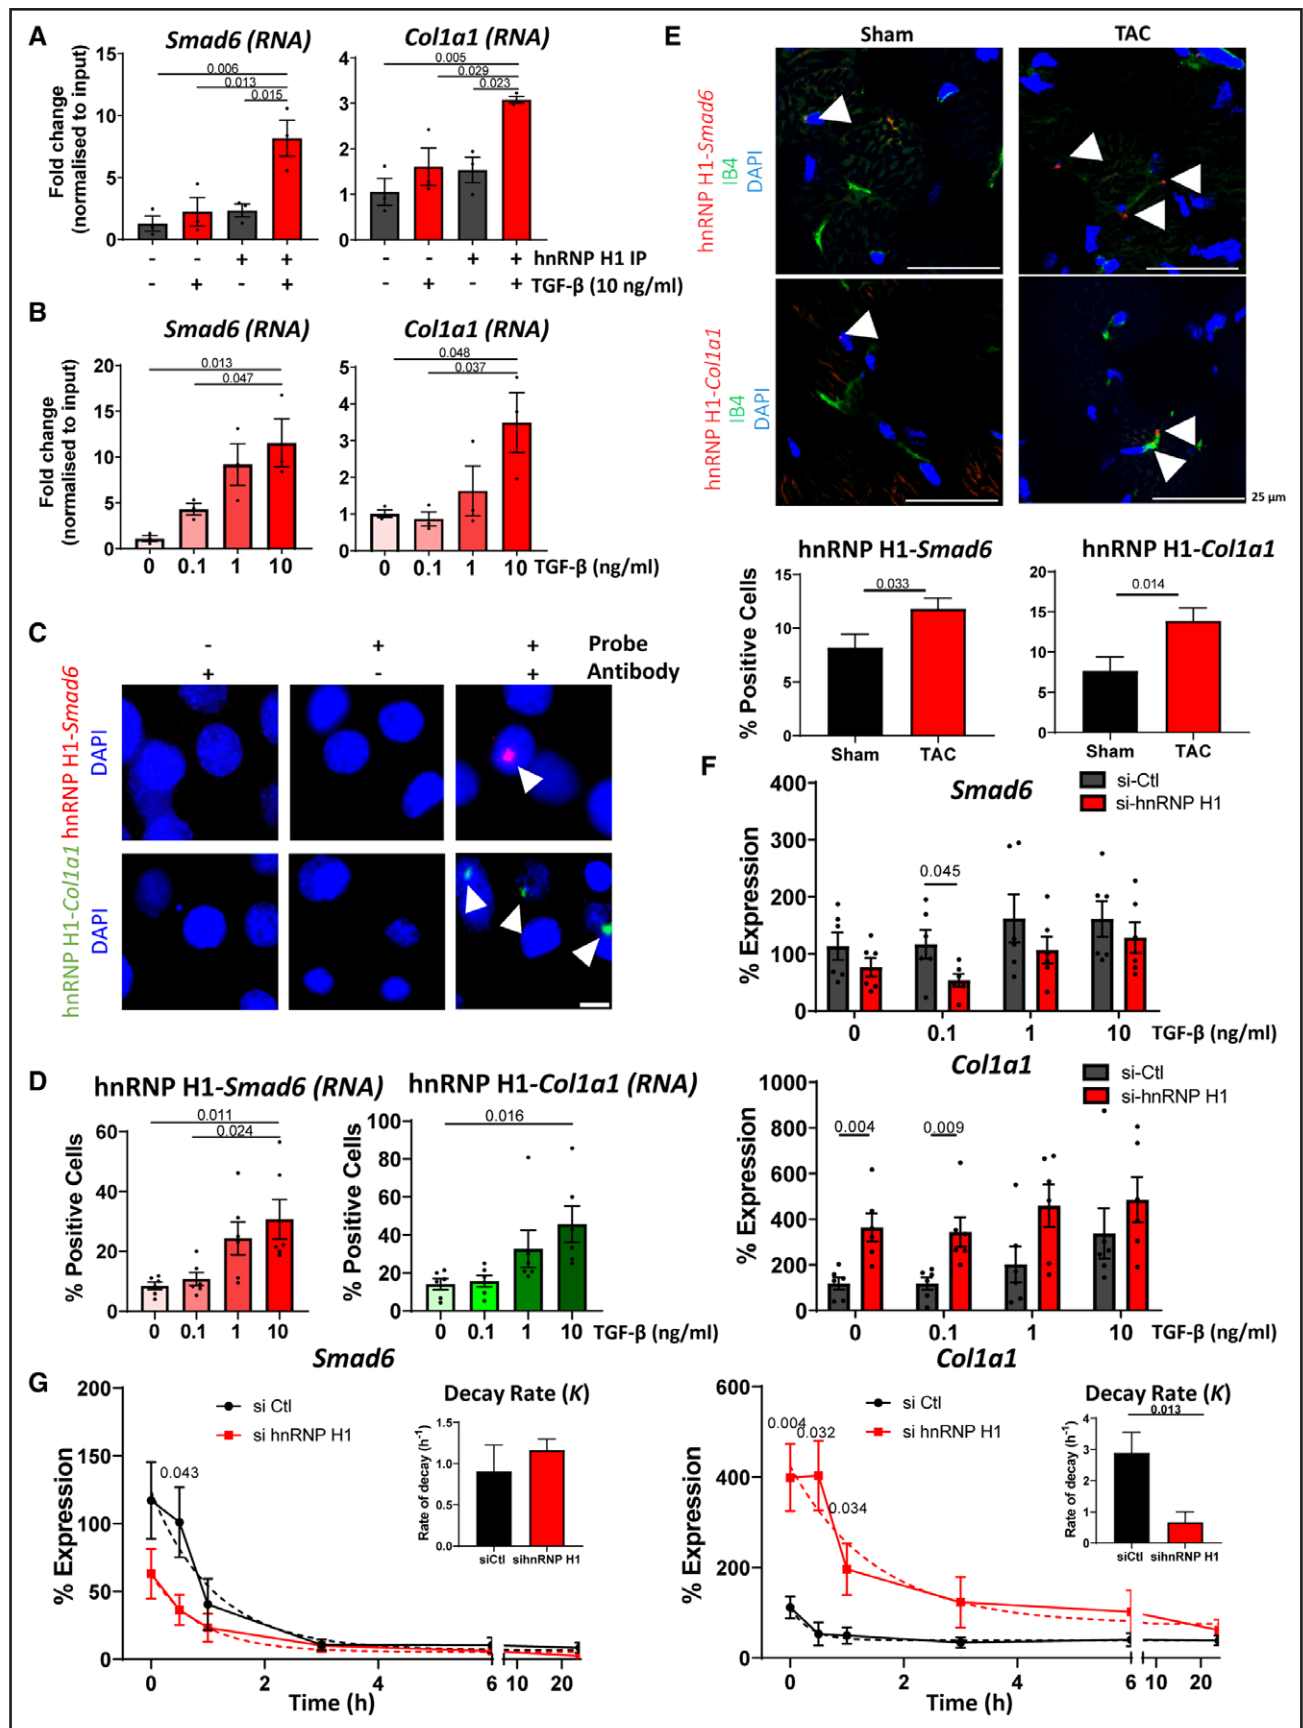 A
Smad6 (RNA)
Col1a1 (RNA)
Fold change
(normalised to input)
15
10
5
0
0.006
0.013
0.015
4
3
2
1
0
0.005
0.029
0.023
- - + + - - + + hnRNP H1 IP
- + - + - + - + TGF-β (10 ng/ml)
B
Smad6 (RNA)
Col1a1 (RNA)
Fold change
(normalised to input)
20
15
10
5
0
0.013
0.047
5
4
3
2
1
0
0.048
0.037
0 0.1 1 10 0 0.1 1 10 TGF-β (ng/ml)
C
- + + Probe
+ - + Antibody
hnRNP H1-Smad6
DAPI
hnRNP H1-Col1a1
DAPI
D
hnRNP H1-Smad6 (RNA)
hnRNP H1-Col1a1 (RNA)
% Positive Cells
60
40
20
0
0.011
0.024
% Positive Cells
100
80
60
40
20
0
0.016
0 0.1 1 10 0 0.1 1 10 TGF-β (ng/ml)
E
Sham
TAC
hnRNP H1-Smad6
IB4
DAPI
hnRNP H1-Col1a1
IB4
DAPI
25 µm
hnRNP H1-Smad6
hnRNP H1-Col1a1
% Positive Cells
15
10
5
0
0.033
Sham TAC
20
15
10
5
0
0.014
Sham TAC
F
Smad6
si-Ctl
si-hnRNP H1
% Expression
400
300
200
100
0
0.045
0 0.1 1 10 TGF-β (ng/ml)
Col1a1
si-Ctl
si-hnRNP H1
% Expression
1000
800
600
400
200
0
0.004
0.009
0 0.1 1 10 TGF-β (ng/ml)
G
Smad6
% Expression
200
150
100
50
0
0.043
si Ctl
si hnRNP H1
Decay Rate (K)
Rate of decay (h⁻¹)
1.5
1.0
0.5
0.0
siCtl sihnRNP H1
0 2 4 6 10 20
Time (h)
Col1a1
% Expression
600
400
200
0
0.004
0.032
0.034
si Ctl
si hnRNP H1
Decay Rate (K)
0.013
Rate of decay (h⁻¹)
4
3
2
1
0
siCtl sihnRNP H1
0 2 4 6 10 20
Time (h)